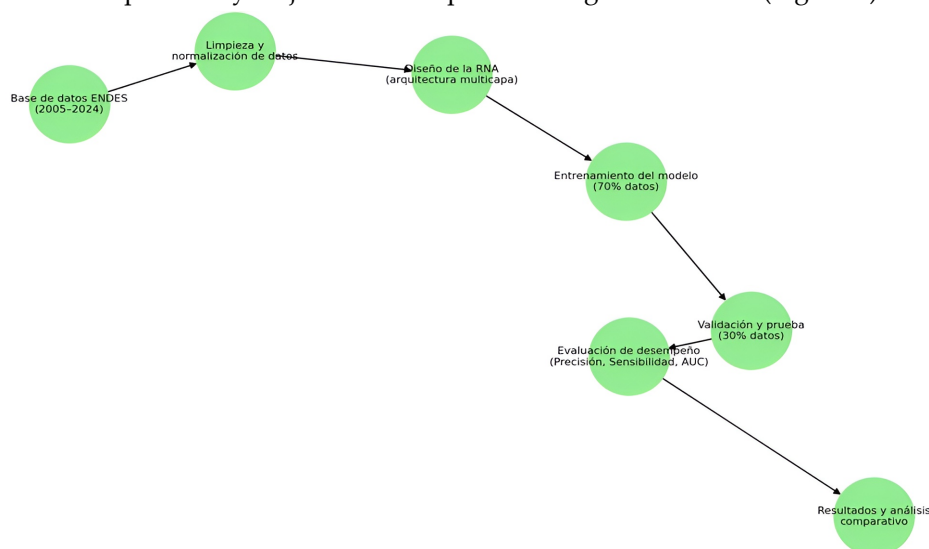 Base de datos ENDES
(2005–2024)
Limpieza y
normalización de datos
Diseño de la RNA
(arquitectura multicapa)
Entrenamiento del modelo
(70% datos)
Validación y prueba
(30% datos)
Evaluación de desempeño
(Precisión, Sensibilidad, AUC)
Resultados y análisis
comparativo